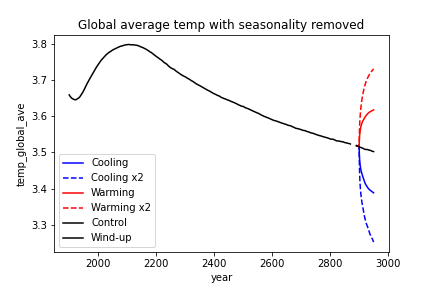 Global average temp with seasonality removed
3.8
3.7
3.6
3.5
3.4
3.3
temp_global_ave
Cooling
Cooling x2
Warming
Warming x2
Control
Wind-up
2000 2200 2400 2600 2800 3000
year